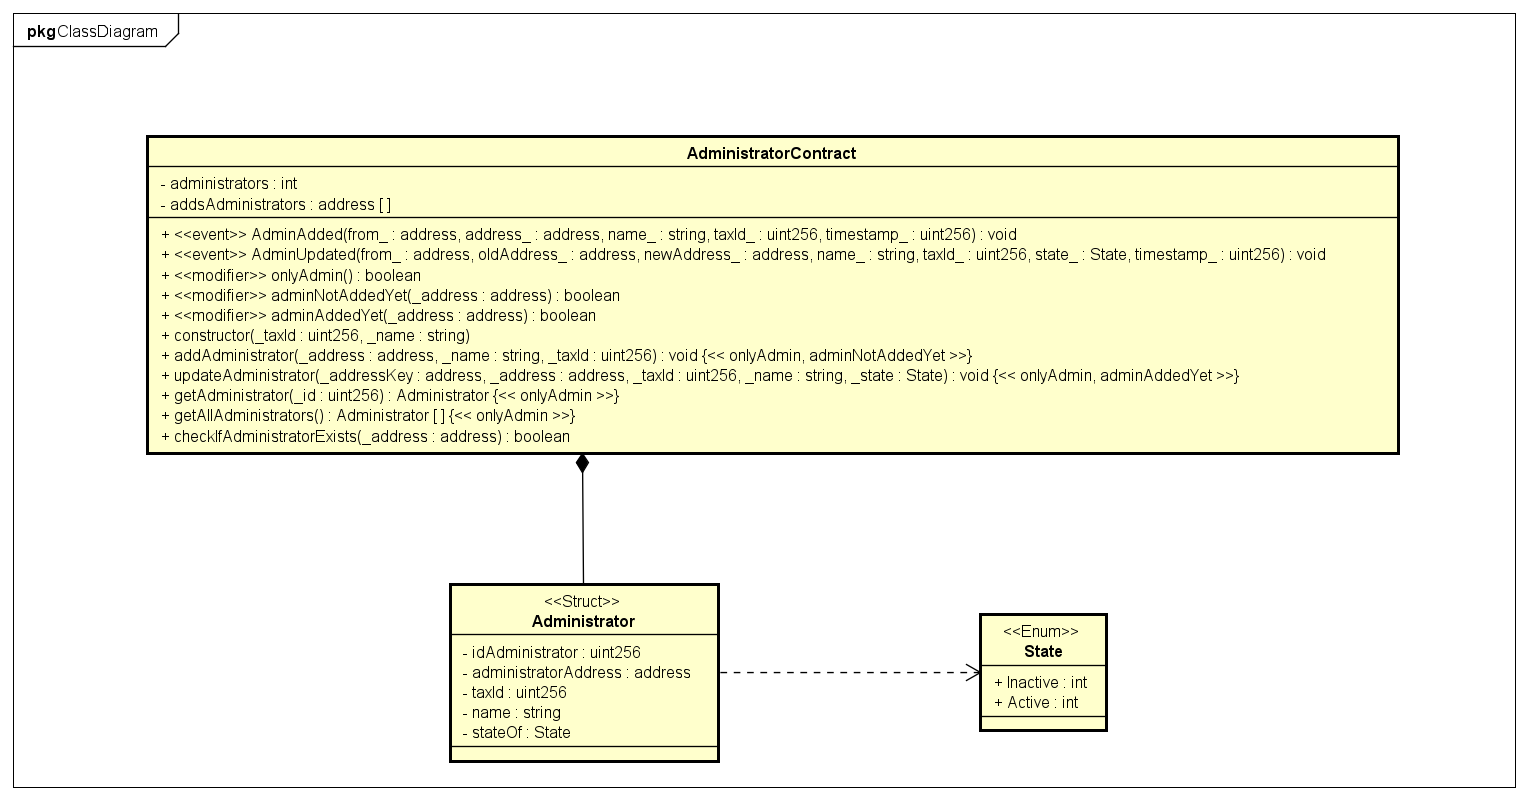 pkgClassDiagram
AdministratorContract
- administrators : int
- addsAdministrators : address [ ]
+ <<event>> AdminAdded(from_ : address, address_ : address, name_ : string, taxId_ : uint256, timestamp_ : uint256) : void
+ <<event>> AdminUpdated(from_ : address, oldAddress_ : address, newAddress_ : address, name_ : string, taxId_ : uint256, state_ : State, timestamp_ : uint256) : void
+ <<modifier>> onlyAdmin() : boolean
+ <<modifier>> adminNotAddedYet(_address : address) : boolean
+ <<modifier>> adminAddedYet(_address : address) : boolean
+ constructor(_taxId : uint256, _name : string)
+ addAdministrator(_address : address, _name : string, _taxId : uint256) : void {<< onlyAdmin, adminNotAddedYet >>}
+ updateAdministrator(_addressKey : address, _address : address, _taxId : uint256, _name : string, _state : State) : void {<< onlyAdmin, adminAddedYet >>}
+ getAdministrator(_id : uint256) : Administrator {<< onlyAdmin >>}
+ getAllAdministrators() : Administrator [ ] {<< onlyAdmin >>}
+ checkIfAdministratorExists(_address : address) : boolean
<<Struct>>
Administrator
- idAdministrator : uint256
- administratorAddress : address
- taxId : uint256
- name : string
- stateOf : State
<<Enum>>
State
+ Inactive : int
+ Active : int